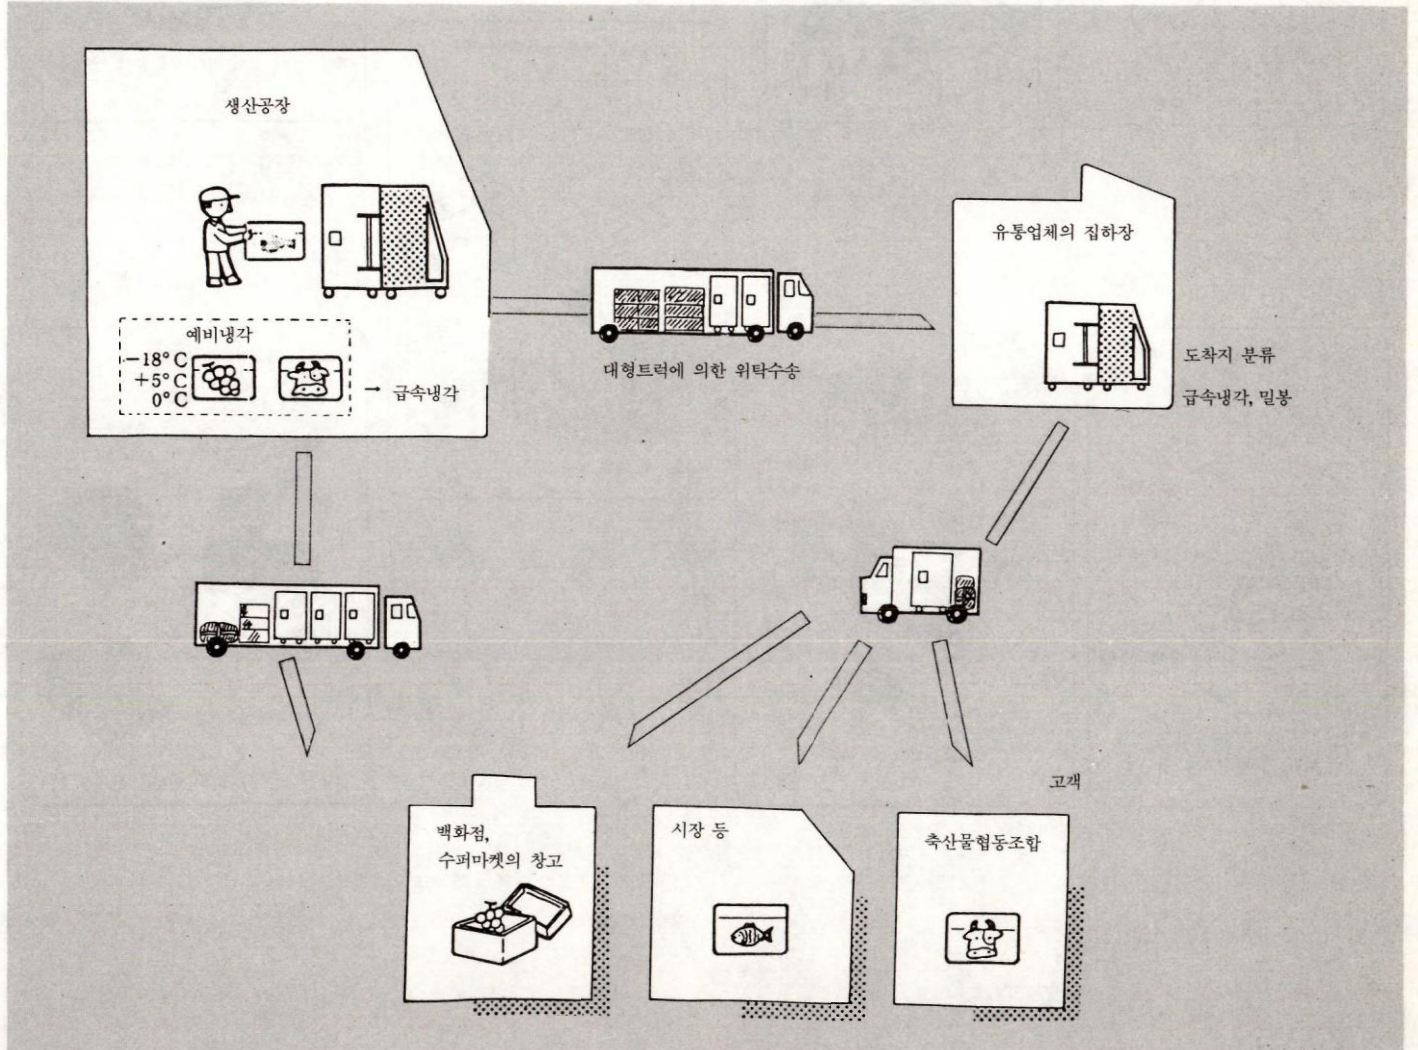 생산공장
예비냉각
-18°C
+5°C
0°C
→ 급속냉각
대형트럭에 의한 위탁수송
유통업체의 집하장
도착지 분류
급속냉각, 밀봉
고객
백화점,
수퍼마켓의 창고
시장 등
축산물협동조합